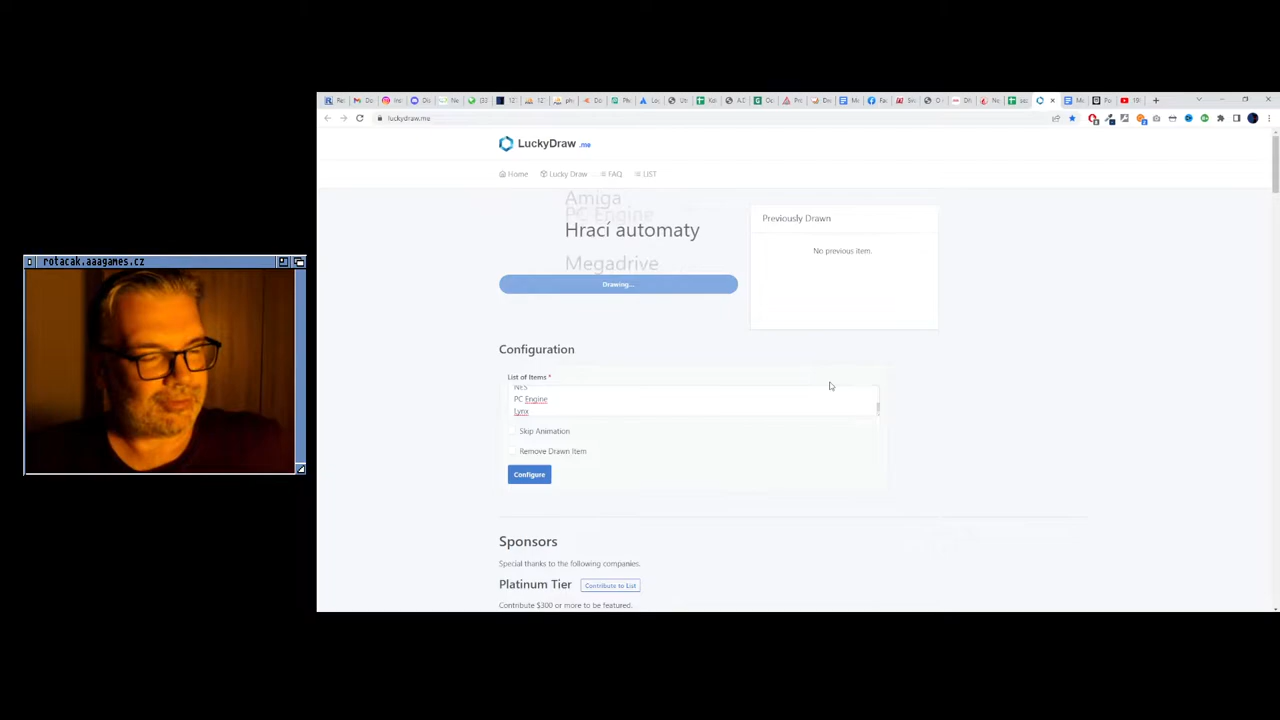 rotacak.aaagames.cz
luckydraw.me
LuckyDraw .me
Home
Lucky Draw
FAQ
LIST
Amiga
PC Engine
Hrací automaty
Megadrive
Drawing...
Previously Drawn
No previous item.
Configuration
List of Items *
NES
PC Engine
Lynx
Skip Animation
Remove Drawn Item
Configure
Sponsors
Special thanks to the following companies.
Platinum Tier
Contribute to List
Contribute $300 or more to be featured.